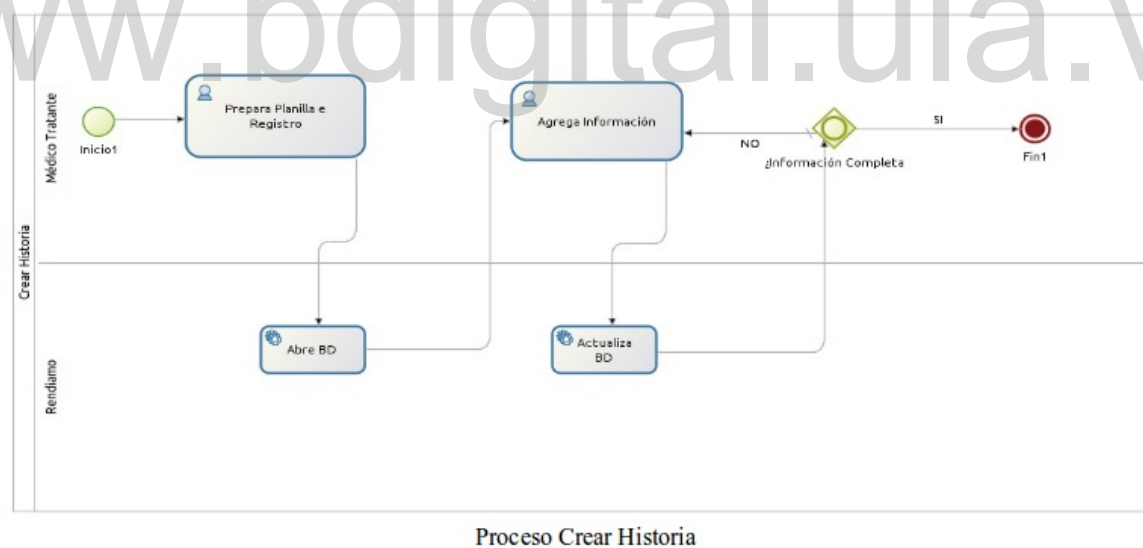 www.bdigital.ula.v
Crear Historia
Médico Tratante
Inicio1
Prepara Planilla e
Registro
Agrega Información
NO
¿Información Completa
SI
Fin1
Rendiamo
Abre BD
Actualiza
BD
Proceso Crear Historia